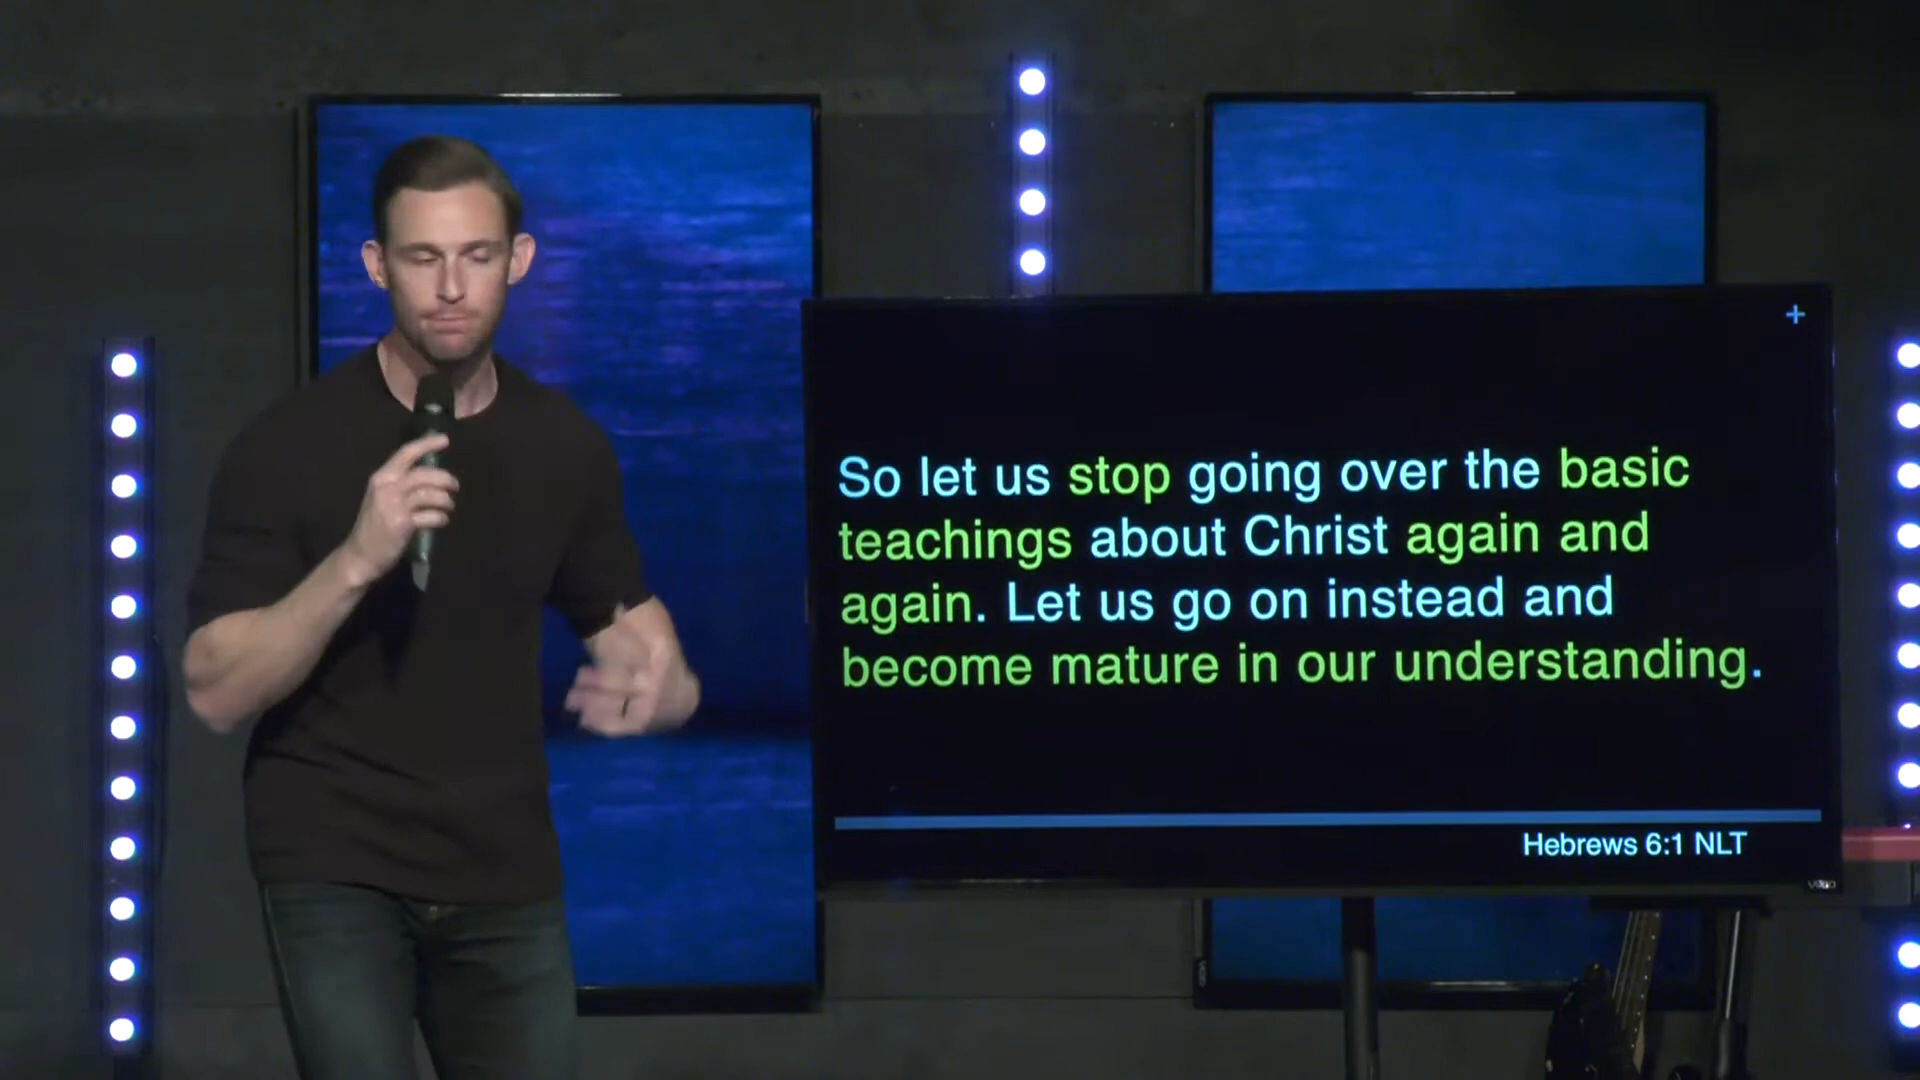 +
So let us stop going over the basic
teachings about Christ again and
again. Let us go on instead and
become mature in our understanding.
Hebrews 6:1 NLT
VIZIO